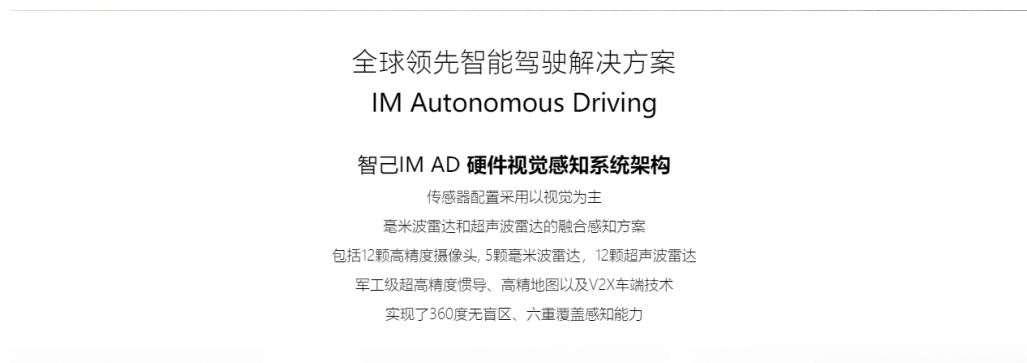 全球领先智能驾驶解决方案
IM Autonomous Driving
智己IM AD 硬件视觉感知系统架构
传感器配置采用以视觉为主
毫米波雷达和超声波雷达的融合感知方案
包括12颗高精度摄像头, 5颗毫米波雷达，12颗超声波雷达
军工级超高精度惯导、高精地图以及V2X车端技术
实现了360度无盲区、六重覆盖感知能力